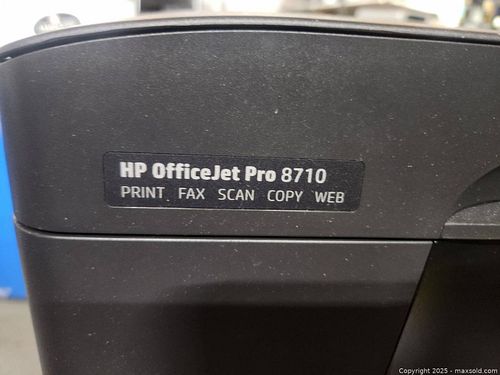 HP OfficeJet Pro 8710
PRINT FAX SCAN COPY WEB
Copyright 2025 - maxsold.com